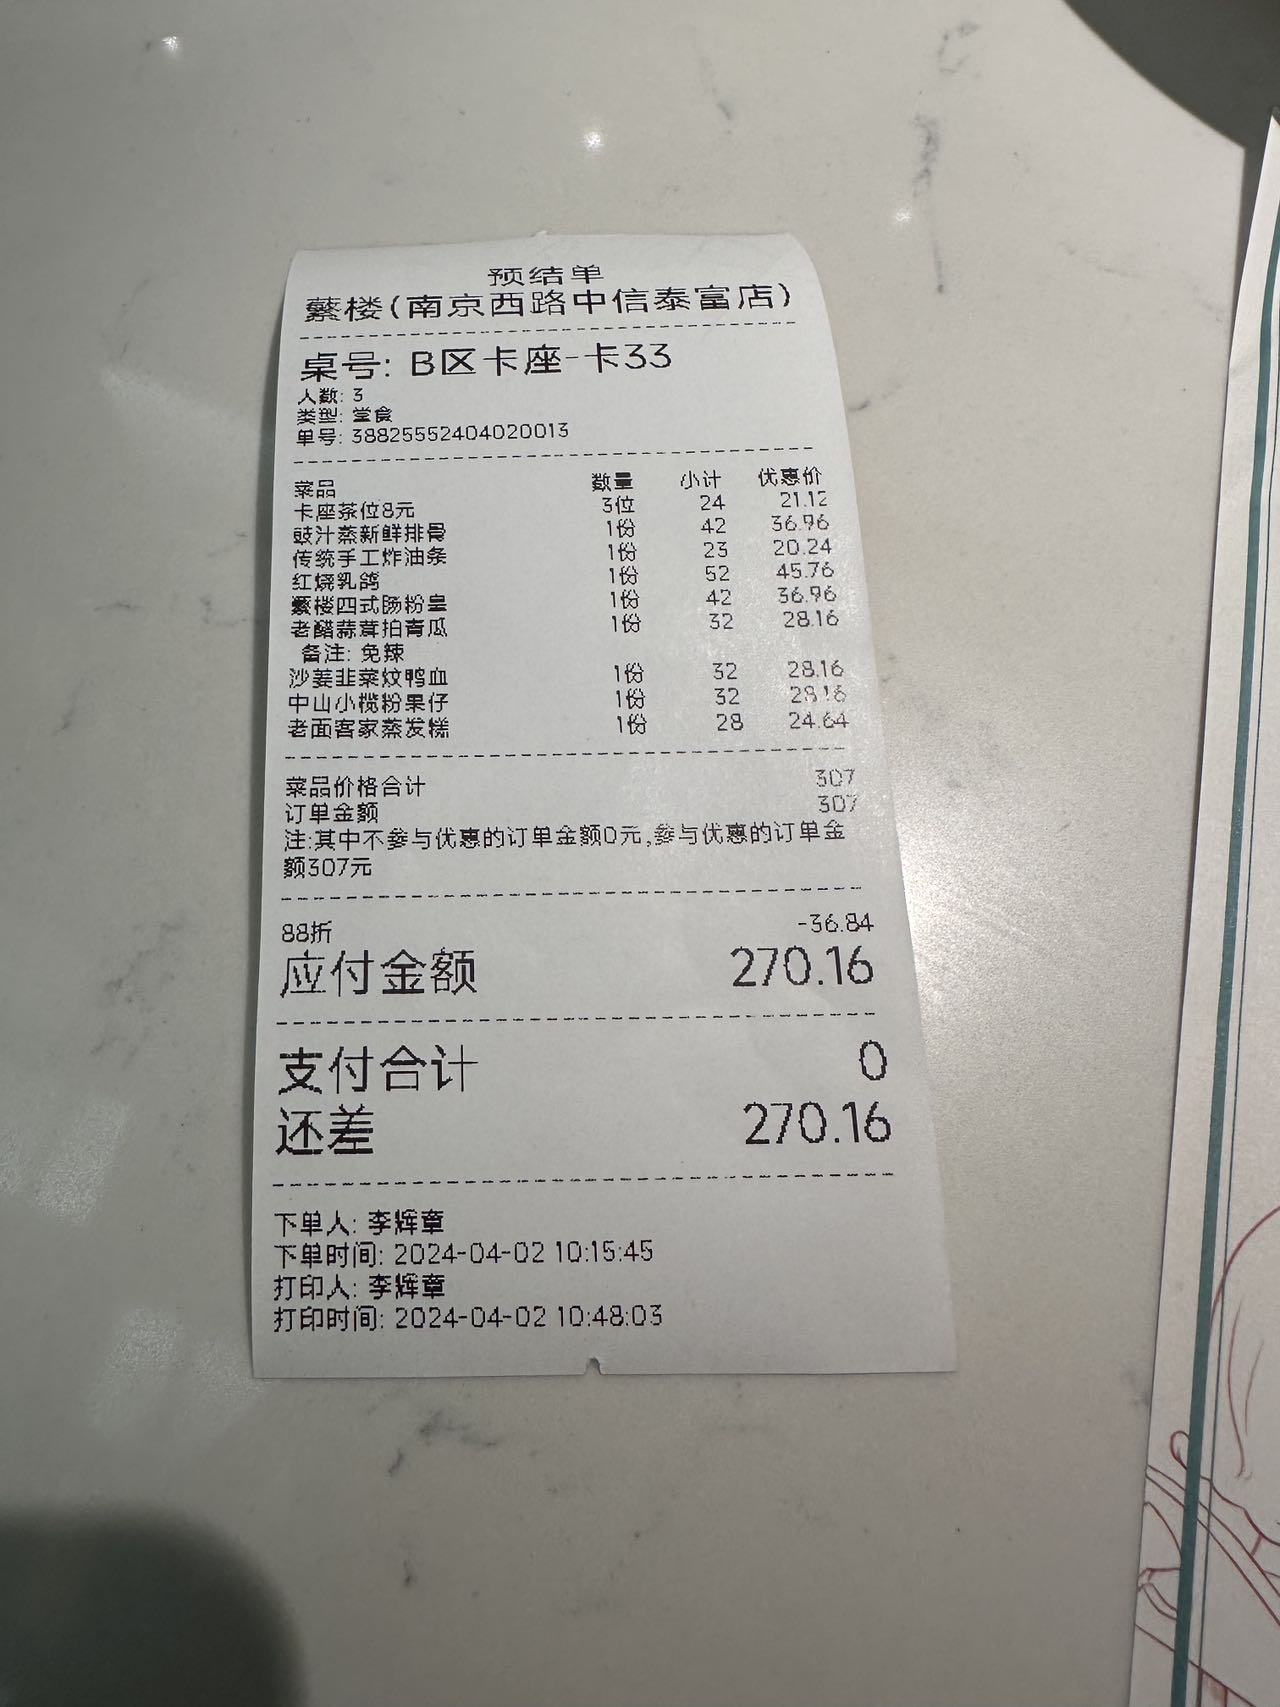 预结单
蘩楼(南京西路中信泰富店)
桌号: B区卡座-卡33
人数: 3
类型: 堂食
单号: 38825552404020013
菜品 数量 小计 优惠价
卡座茶位8元 3位 24 21.12
豉汁蒸新鲜排骨 1份 42 36.96
传统手工炸油条 1份 23 20.24
红烧乳鸽 1份 52 45.76
蘩楼四式肠粉皇 1份 42 36.96
老醋蒜茸拍青瓜 1份 32 28.16
备注: 免辣
沙姜韭菜炆鸭血 1份 32 28.16
中山小榄粉果仔 1份 32 28.16
老面客家蒸发糕 1份 28 24.64
菜品价格合计 307
订单金额 307
注:其中不参与优惠的订单金额0元,参与优惠的订单金
额307元
88折 -36.84
应付金额 270.16
支付合计 0
还差 270.16
下单人: 李辉章
下单时间: 2024-04-02 10:15:45
打印人: 李辉章
打印时间: 2024-04-02 10:48:03